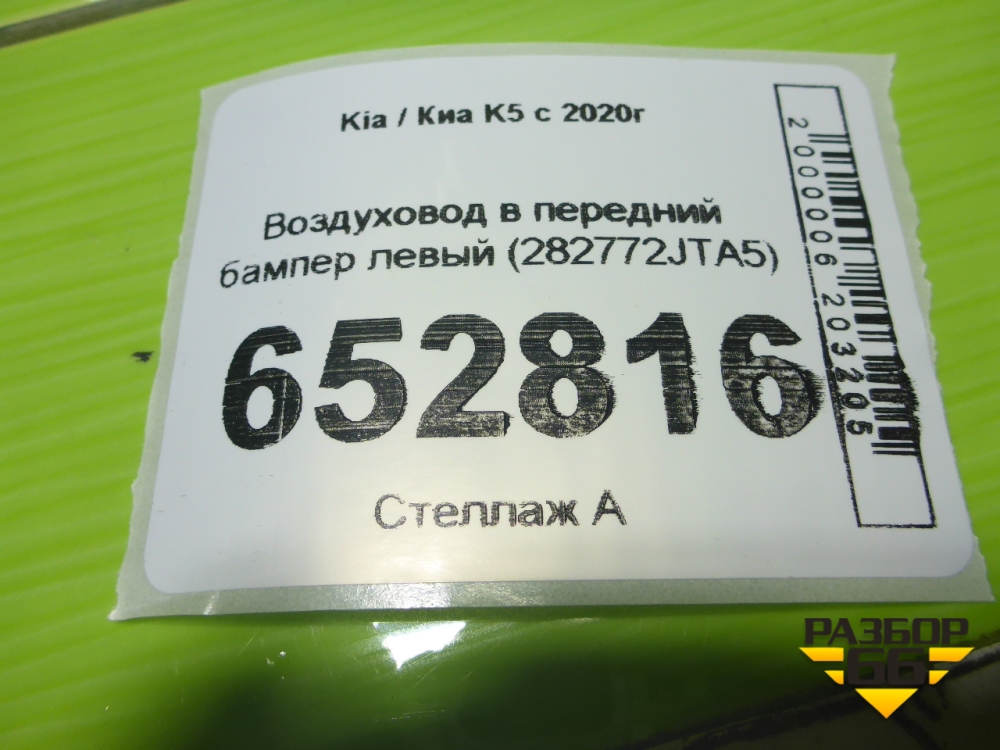 Kia / Киа K5 с 2020г
Воздуховод в передний
бампер левый (282772JTA5)
652816
Стеллаж А
2000006203205
РАЗБОР
66